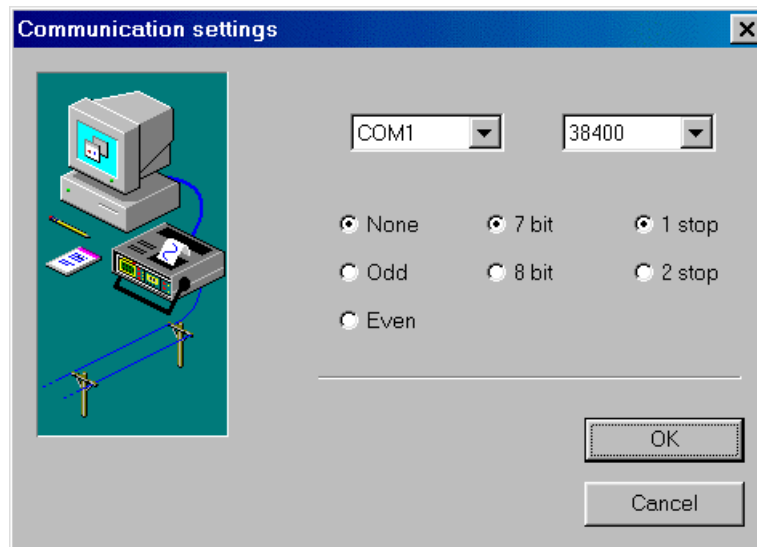 Communication settings
COM1 38400
None 7 bit 1 stop
Odd 8 bit 2 stop
Even
OK
Cancel